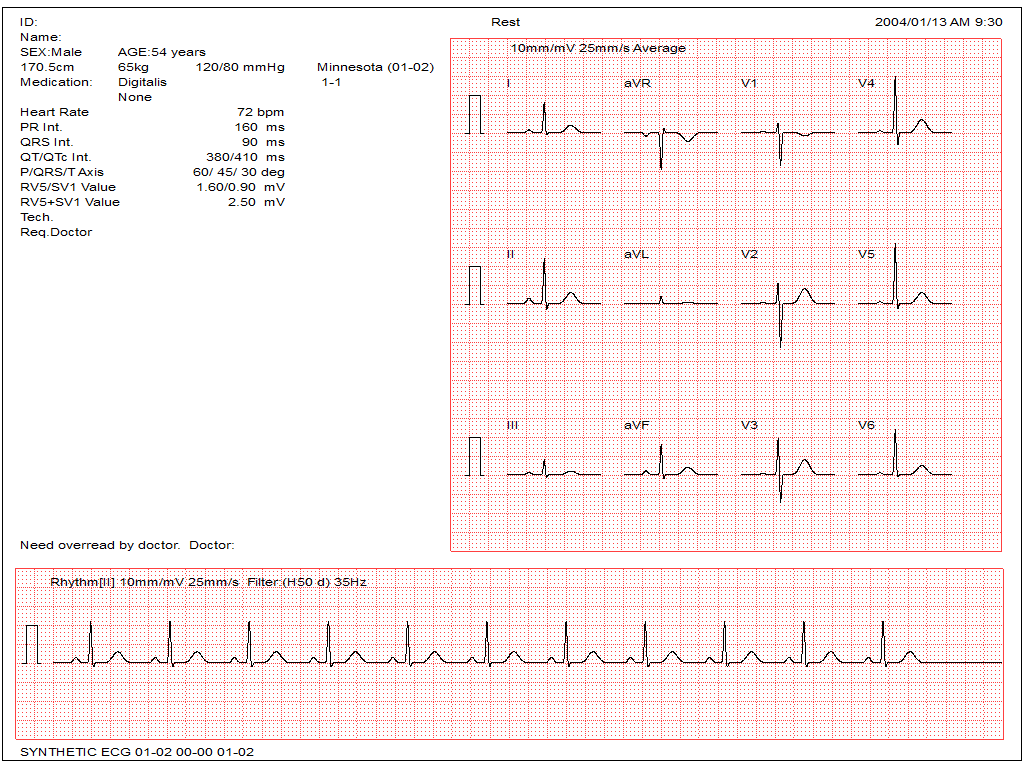 ID: Rest 2004/01/13 AM 9:30
Name:
SEX:Male AGE:54 years
170.5cm 65kg 120/80 mmHg Minnesota (01-02)
Medication: Digitalis 1-1
None
Heart Rate 72 bpm
PR Int. 160 ms
QRS Int. 90 ms
QT/QTc Int. 380/410 ms
P/QRS/T Axis 60/ 45/ 30 deg
RV5/SV1 Value 1.60/0.90 mV
RV5+SV1 Value 2.50 mV
Tech.
Req.Doctor
10mm/mV 25mm/s Average
I aVR V1 V4
II aVL V2 V5
III aVF V3 V6
Need overread by doctor. Doctor:
Rhythm[II] 10mm/mV 25mm/s Filter:(H50 d) 35Hz
SYNTHETIC ECG 01-02 00-00 01-02